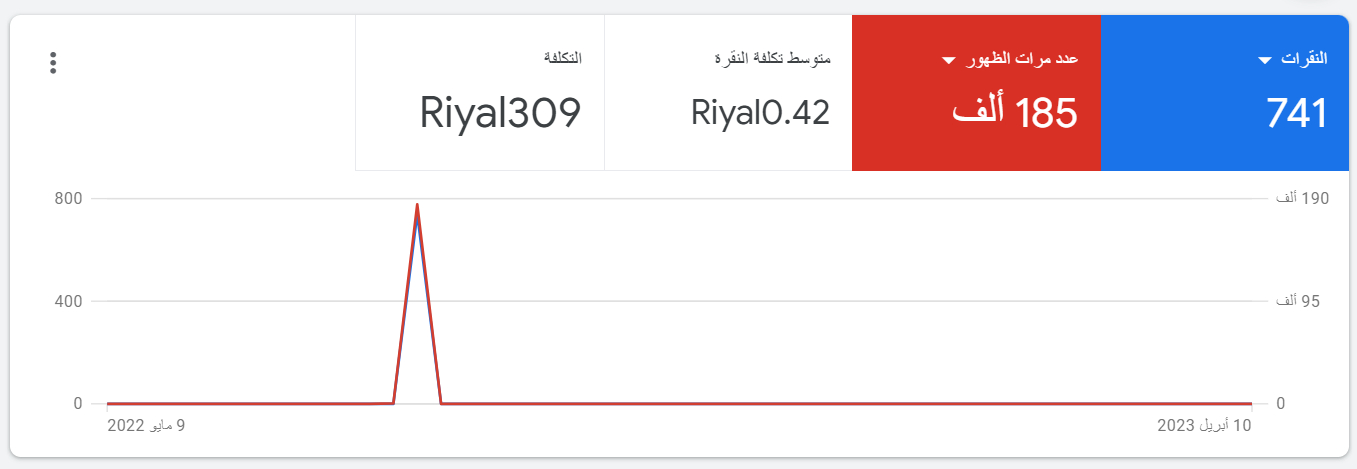 النقرات
741
عدد مرات الظهور
185 ألف
متوسط تكلفة النقرة
Riyal0.42
التكلفة
Riyal309
800
190 ألف
400
95 ألف
0
0
9 مايو 2022
10 أبريل 2023